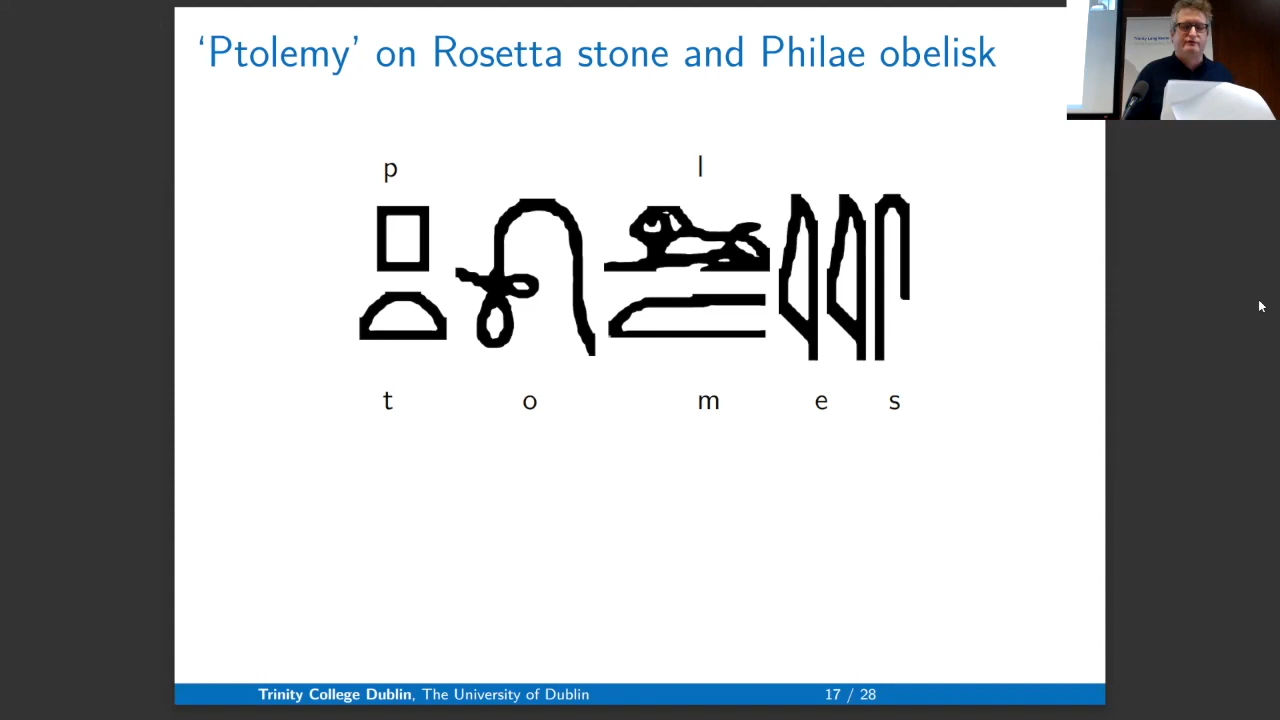 ‘Ptolemy’ on Rosetta stone and Philae obelisk
p l
t o m e s
Trinity College Dublin, The University of Dublin 17 / 28